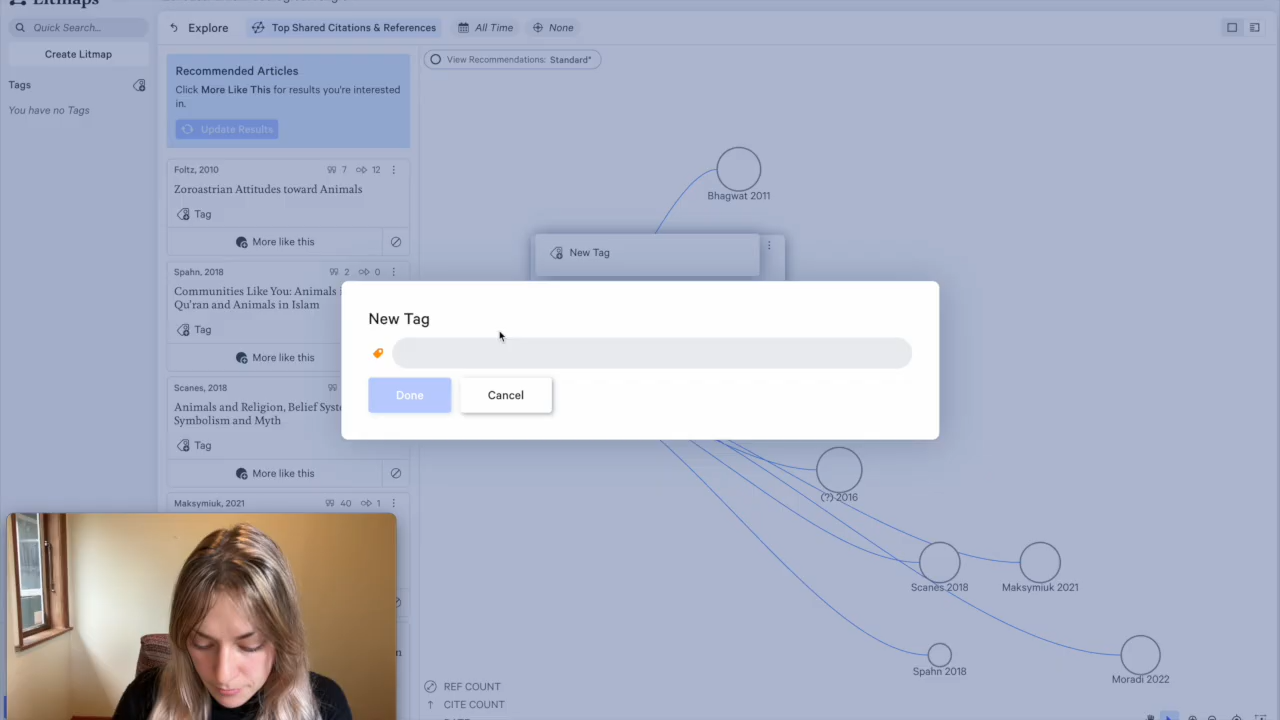 Litmaps
Quick Search...
Create Litmap
Tags
You have no Tags
Explore
Top Shared Citations & References
All Time
None
Recommended Articles
Click More Like This for results you're interested
in.
Update Results
Foltz, 2010
7
12
Zoroastrian Attitudes toward Animals
Tag
More like this
Spahn, 2018
2
0
Communities Like You: Animals
Qu'ran and Animals in Islam
Tag
More like this
Scanes, 2018
Animals and Religion, Belief Syste
Symbolism and Myth
Tag
More like this
Maksymiuk, 2021
40
1
View Recommendations: Standard*
Bhagwat 2011
New Tag
New Tag
Done
Cancel
(?) 2016
Scanes 2018
Maksymiuk 2021
Spahn 2018
Moradi 2022
REF COUNT
CITE COUNT